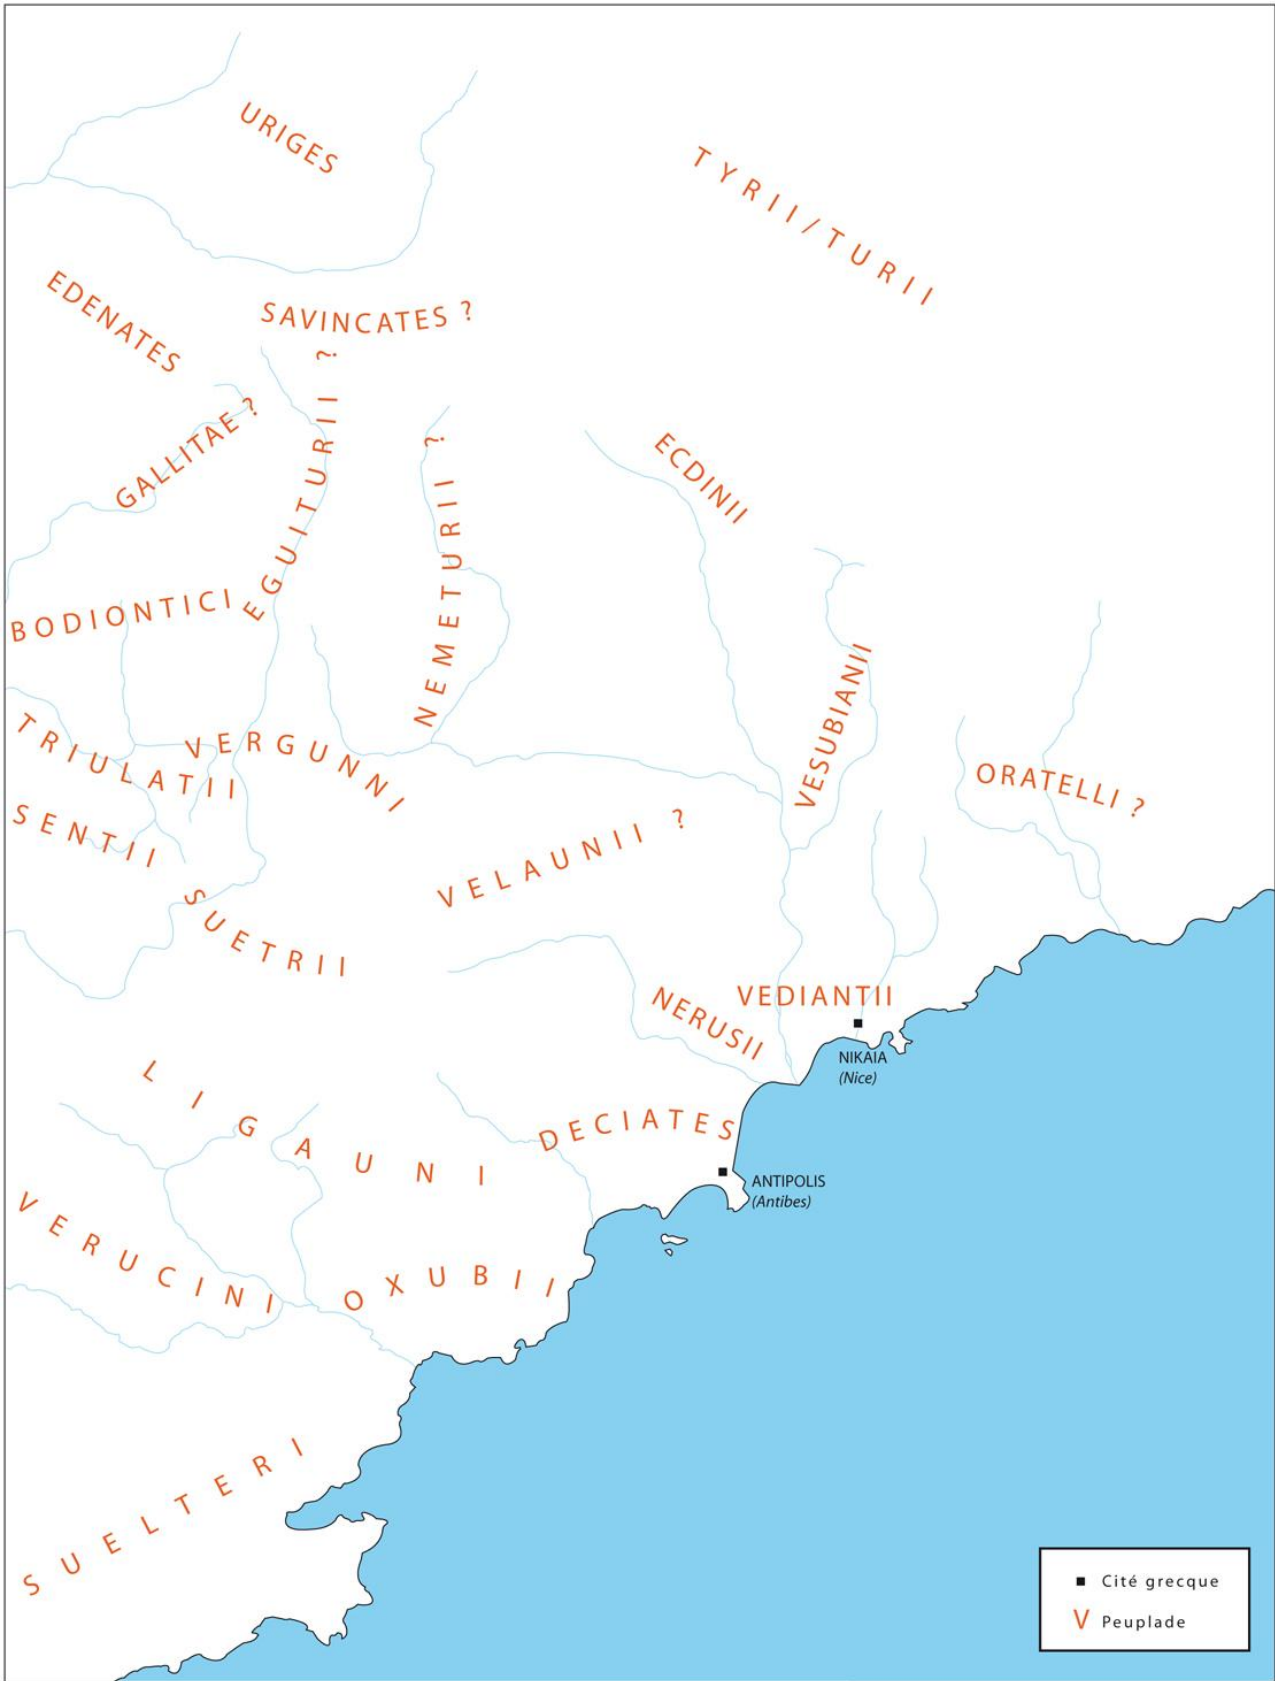 URIGES
TYRII/TURII
EDENATES
SAVINCATES ?
GALLITAE ?
EGUITURII ?
NEMETURII ?
ECDINII
BODIONTICI
VESUBIANII
TRIULATII
VERGUNNI
ORATELLI ?
SENTII
VELAUNII ?
SUETRII
NERUSII
VEDIANTII
NIKAIA
(Nice)
LIGAUNI
DECIATES
ANTIPOLIS
(Antibes)
VERUCINI
OXUBII
SUELTERI
Cité grecque
V Peuplade